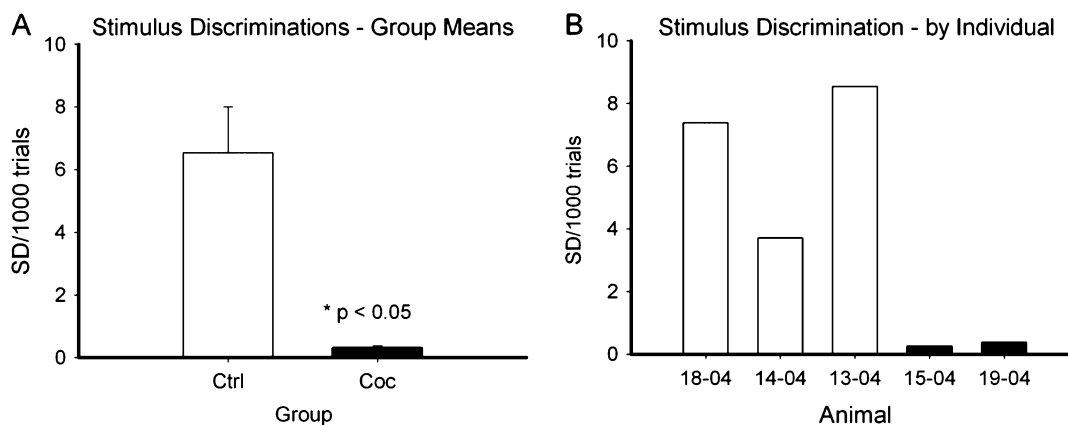 A
Stimulus Discriminations - Group Means
10
8
6
4
2
0
SD/1000 trials
* p < 0.05
Ctrl Coc
Group
B
Stimulus Discrimination - by Individual
10
8
6
4
2
0
SD/1000 trials
18-04 14-04 13-04 15-04 19-04
Animal